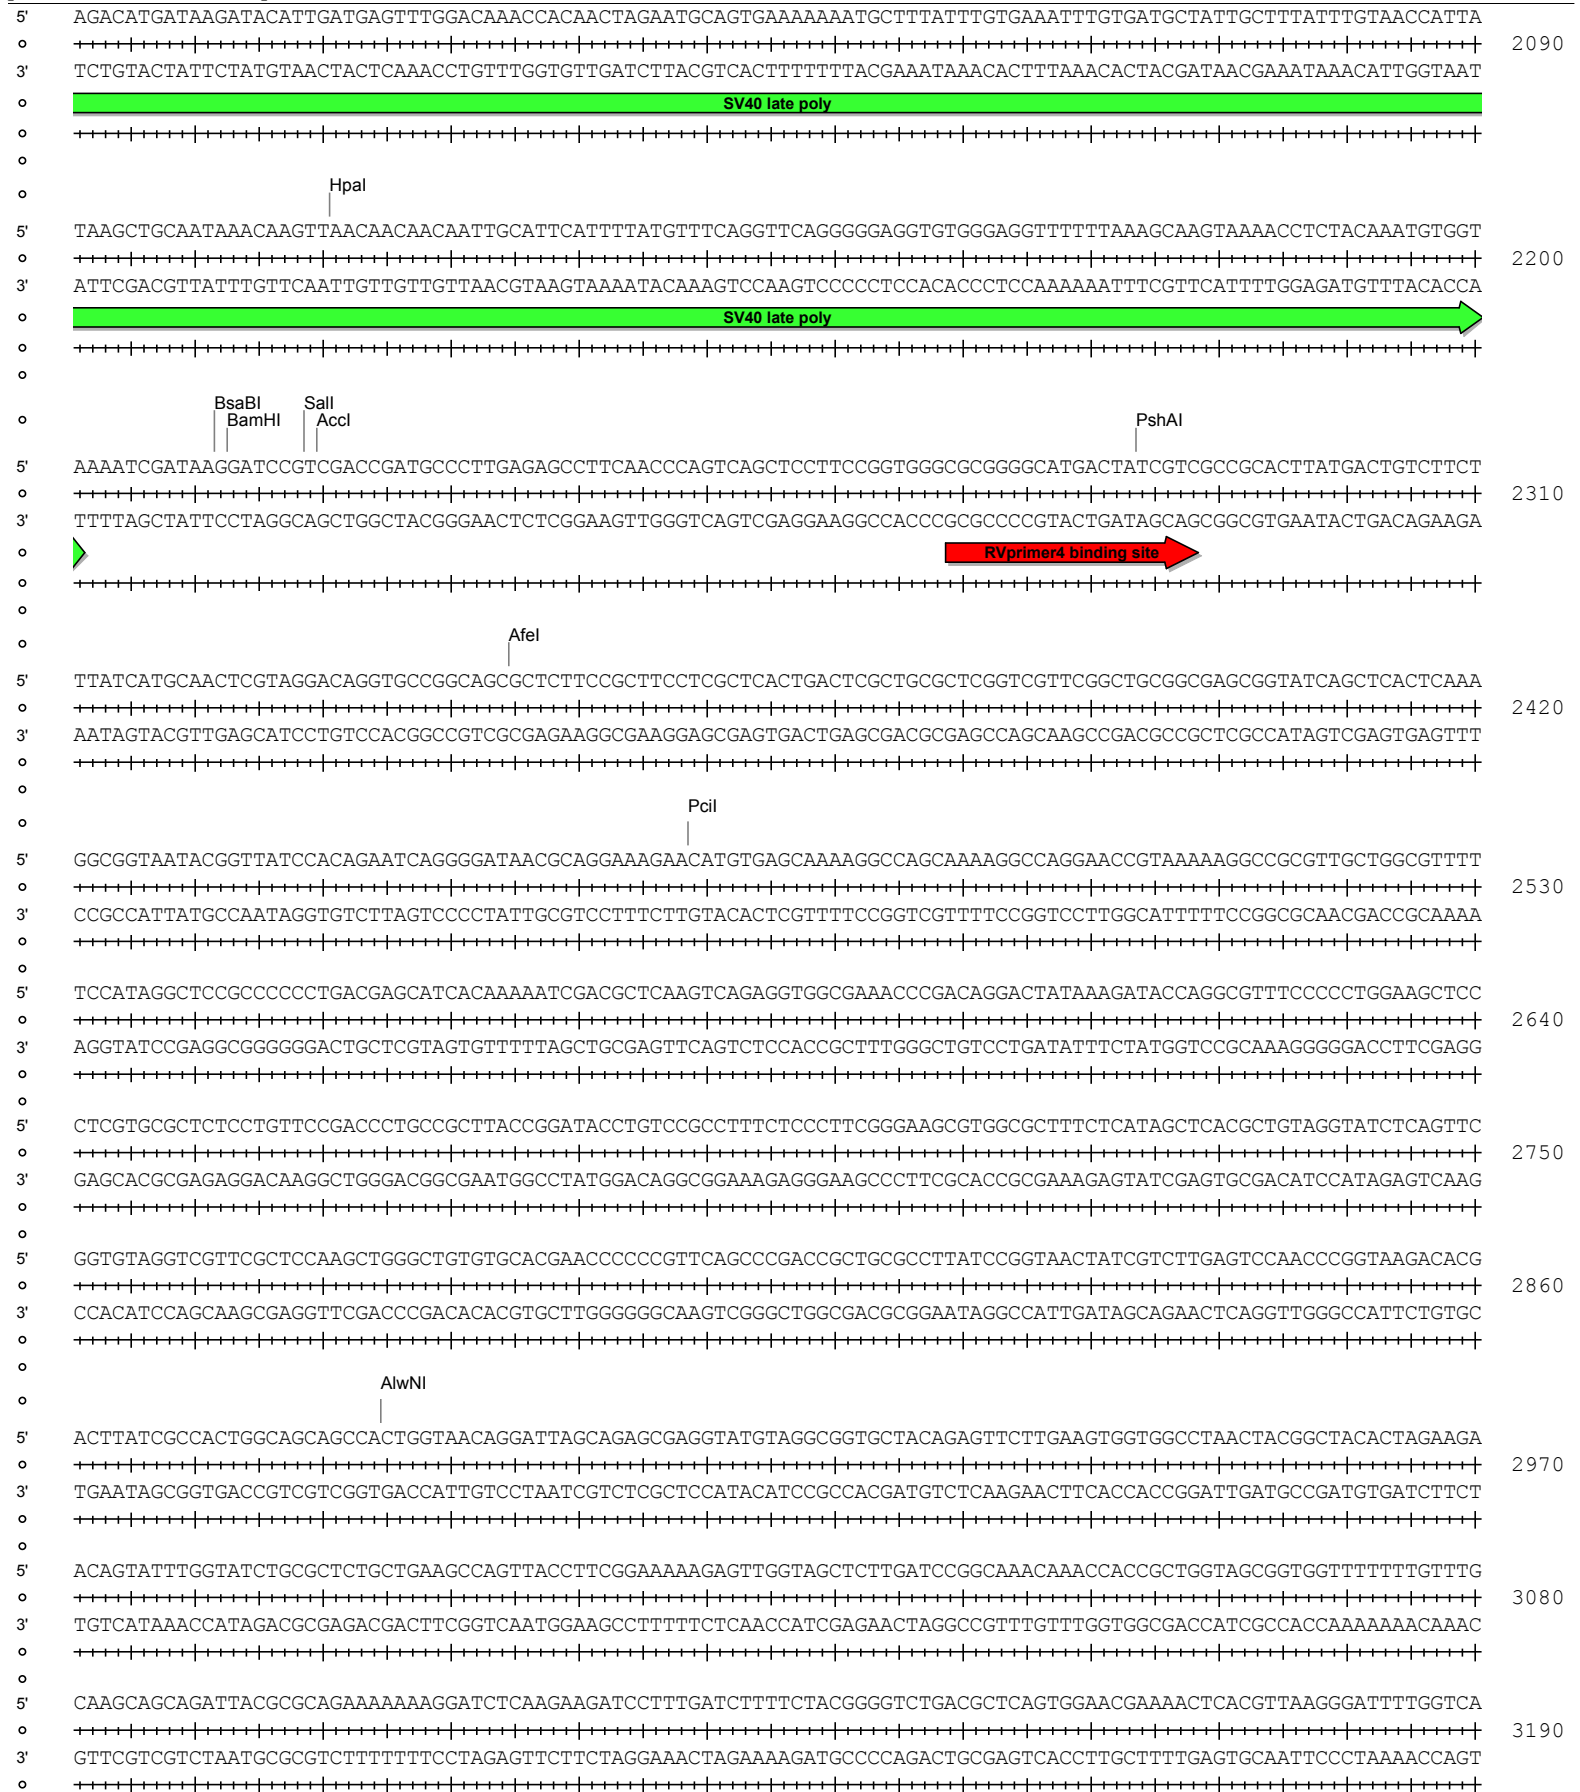 5' AGACATGATAAGATACATTGATGAGTTTGGACAAACCACAACTAGAATGCAGTGAAAAAAATGCTTTATTTGTGAAATTTGTGATGCTATTGCTTTATTTGTAACCATTA
2090
3' TCTGTACTATTCTATGTAACTACTCAAACCTGTTTGGTGTTGATCTTACGTCACTTTTTTTACGAAATAAACACTTTAAACACTACGATAACGAAATAAACATTGGTAAT
SV40 late poly
HpaI
5' TAAGCTGCAATAAACAAGTTAACAACAACAATTGCATTCATTTTATGTTTCAGGTTCAGGGGGAGGTGTGGGAGGTTTTTTAAAGCAAGTAAAACCTCTACAAATGTGGT
2200
3' ATTCGACGTTATTTGTTCAATTGTTGTTGTTAACGTAAGTAAAATACAAAGTCCAAGTCCCCCTCCACACCCTCCAAAAAATTTCGTTCATTTTGGAGATGTTTACACCA
SV40 late poly
BsaBI SalI
BamHI AccI PshAI
5' AAAATCGATAAGGATCCGTCGACCGATGCCCTTGAGAGCCTTCAACCCAGTCAGCTCCTTCCGGTGGGCGCGGGGCATGACTATCGTCGCCGCACTTATGACTGTCTTCT
2310
3' TTTTAGCTATTCCTAGGCAGCTGGCTACGGGAACTCTCGGAAGTTGGGTCAGTCGAGGAAGGCCACCCGCGCCCCGTACTGATAGCAGCGGCGTGAATACTGACAGAAGA
RVprimer4 binding site
AfeI
5' TTATCATGCAACTCGTAGGACAGGTGCCGGCAGCGCTCTTCCGCTTCCTCGCTCACTGACTCGCTGCGCTCGGTCGTTCGGCTGCGGCGAGCGGTATCAGCTCACTCAAA
2420
3' AATAGTACGTTGAGCATCCTGTCCACGGCCGTCGCGAGAAGGCGAAGGAGCGAGTGACTGAGCGACGCGAGCCAGCAAGCCGACGCCGCTCGCCATAGTCGAGTGAGTTT
PciI
5' GGCGGTAATACGGTTATCCACAGAATCAGGGGATAACGCAGGAAAGAACATGTGAGCAAAAGGCCAGCAAAAGGCCAGGAACCGTAAAAAGGCCGCGTTGCTGGCGTTTT
2530
3' CCGCCATTATGCCAATAGGTGTCTTAGTCCCCTATTGCGTCCTTTCTTGTACACTCGTTTTCCGGTCGTTTTCCGGTCCTTGGCATTTTTCCGGCGCAACGACCGCAAAA
5' TCCATAGGCTCCGCCCCCCTGACGAGCATCACAAAAATCGACGCTCAAGTCAGAGGTGGCGAAACCCGACAGGACTATAAAGATACCAGGCGTTTCCCCCTGGAAGCTCC
2640
3' AGGTATCCGAGGCGGGGGGACTGCTCGTAGTGTTTTTAGCTGCGAGTTCAGTCTCCACCGCTTTGGGCTGTCCTGATATTTCTATGGTCCGCAAAGGGGGACCTTCGAGG
5' CTCGTGCGCTCTCCTGTTCCGACCCTGCCGCTTACCGGATACCTGTCCGCCTTTCTCCCTTCGGGAAGCGTGGCGCTTTCTCATAGCTCACGCTGTAGGTATCTCAGTTC
2750
3' GAGCACGCGAGAGGACAAGGCTGGGACGGCGAATGGCCTATGGACAGGCGGAAAGAGGGAAGCCCTTCGCACCGCGAAAGAGTATCGAGTGCGACATCCATAGAGTCAAG
5' GGTGTAGGTCGTTCGCTCCAAGCTGGGCTGTGTGCACGAACCCCCCGTTCAGCCCGACCGCTGCGCCTTATCCGGTAACTATCGTCTTGAGTCCAACCCGGTAAGACACG
2860
3' CCACATCCAGCAAGCGAGGTTCGACCCGACACACGTGCTTGGGGGGCAAGTCGGGCTGGCGACGCGGAATAGGCCATTGATAGCAGAACTCAGGTTGGGCCATTCTGTGC
AlwNI
5' ACTTATCGCCACTGGCAGCAGCCACTGGTAACAGGATTAGCAGAGCGAGGTATGTAGGCGGTGCTACAGAGTTCTTGAAGTGGTGGCCTAACTACGGCTACACTAGAAGA
2970
3' TGAATAGCGGTGACCGTCGTCGGTGACCATTGTCCTAATCGTCTCGCTCCATACATCCGCCACGATGTCTCAAGAACTTCACCACCGGATTGATGCCGATGTGATCTTCT
5' ACAGTATTTGGTATCTGCGCTCTGCTGAAGCCAGTTACCTTCGGAAAAAGAGTTGGTAGCTCTTGATCCGGCAAACAAACCACCGCTGGTAGCGGTGGTTTTTTTGTTTG
3080
3' TGTCATAAACCATAGACGCGAGACGACTTCGGTCAATGGAAGCCTTTTTCTCAACCATCGAGAACTAGGCCGTTTGTTTGGTGGCGACCATCGCCACCAAAAAAACAAAC
5' CAAGCAGCAGATTACGCGCAGAAAAAAAGGATCTCAAGAAGATCCTTTGATCTTTTCTACGGGGTCTGACGCTCAGTGGAACGAAAACTCACGTTAAGGGATTTTGGTCA
3190
3' GTTCGTCGTCTAATGCGCGTCTTTTTTTCCTAGAGTTCTTCTAGGAAACTAGAAAAGATGCCCCAGACTGCGAGTCACCTTGCTTTTGAGTGCAATTCCCTAAAACCAGT